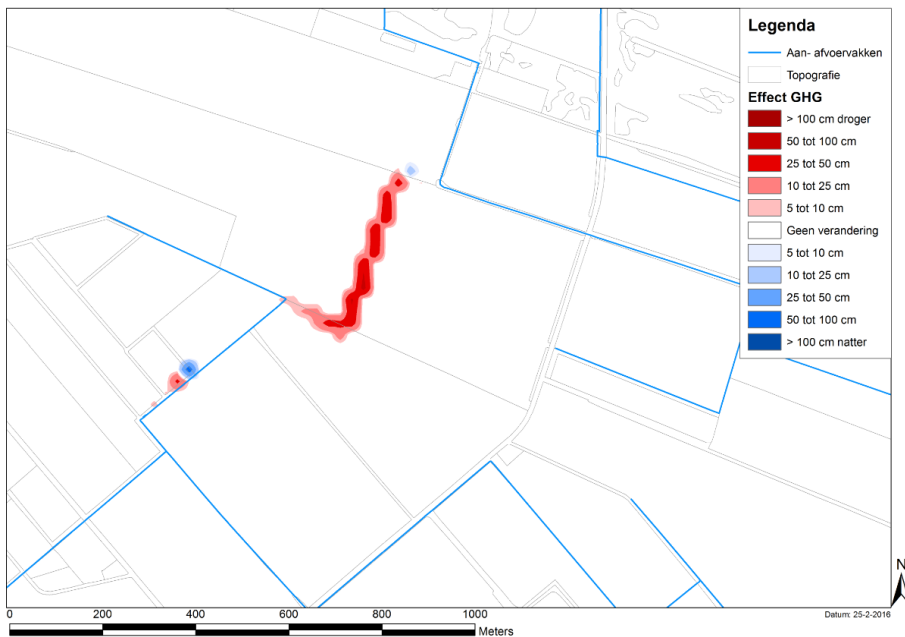 Legenda
Aan- afvoervakken
Topografie
Effect GHG
> 100 cm droger
50 tot 100 cm
25 tot 50 cm
10 tot 25 cm
5 tot 10 cm
Geen verandering
5 tot 10 cm
10 tot 25 cm
25 tot 50 cm
50 tot 100 cm
> 100 cm natter
N
0 200 400 600 800 1000
Meters
Datum: 25-2-2016